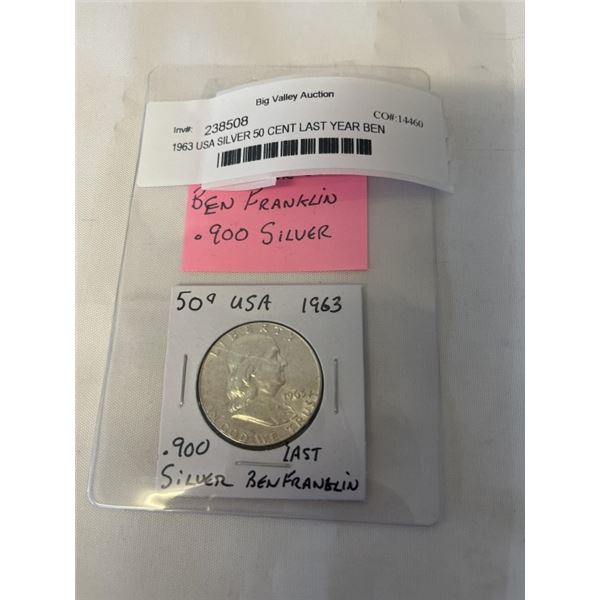 Big Valley Auction
Inv#: 238508 CO#:14460
1963 USA SILVER 50 CENT LAST YEAR BEN
BEN FRANKLIN
.900 SILVER
50¢ USA 1963
LIBERTY
1963
IN GOD WE TRUST
.900 LAST
SILVER BEN FRANKLIN